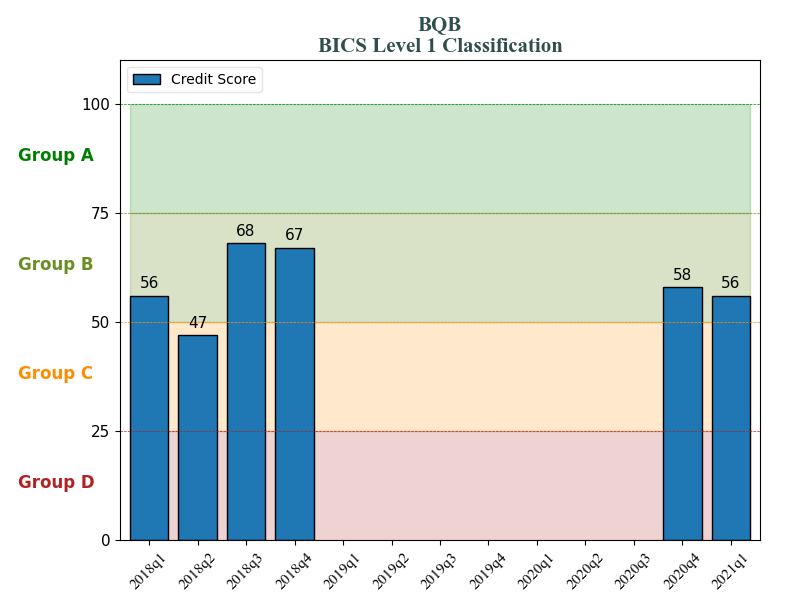 BQB
BICS Level 1 Classification
Credit Score
100
Group A
75
68
67
Group B
56
58
56
50
47
Group C
25
Group D
0
2018q1 2018q2 2018q3 2018q4 2019q1 2019q2 2019q3 2019q4 2020q1 2020q2 2020q3 2020q4 2021q1